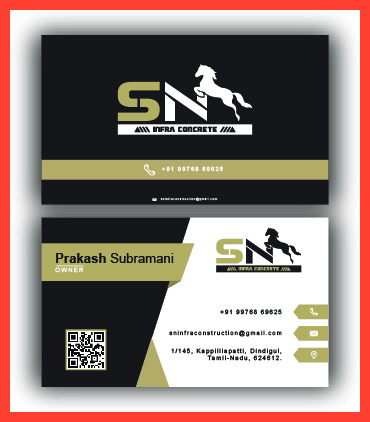 SN
INFRA CONCRETE
+91 99768 69625
sninfraconstruction@gmail.com
Prakash Subramani
OWNER
SN
INFRA CONCRETE
+91 99768 69625
sninfraconstruction@gmail.com
1/145, Kappilliapatti, Dindigul,
Tamil-Nadu, 624612.